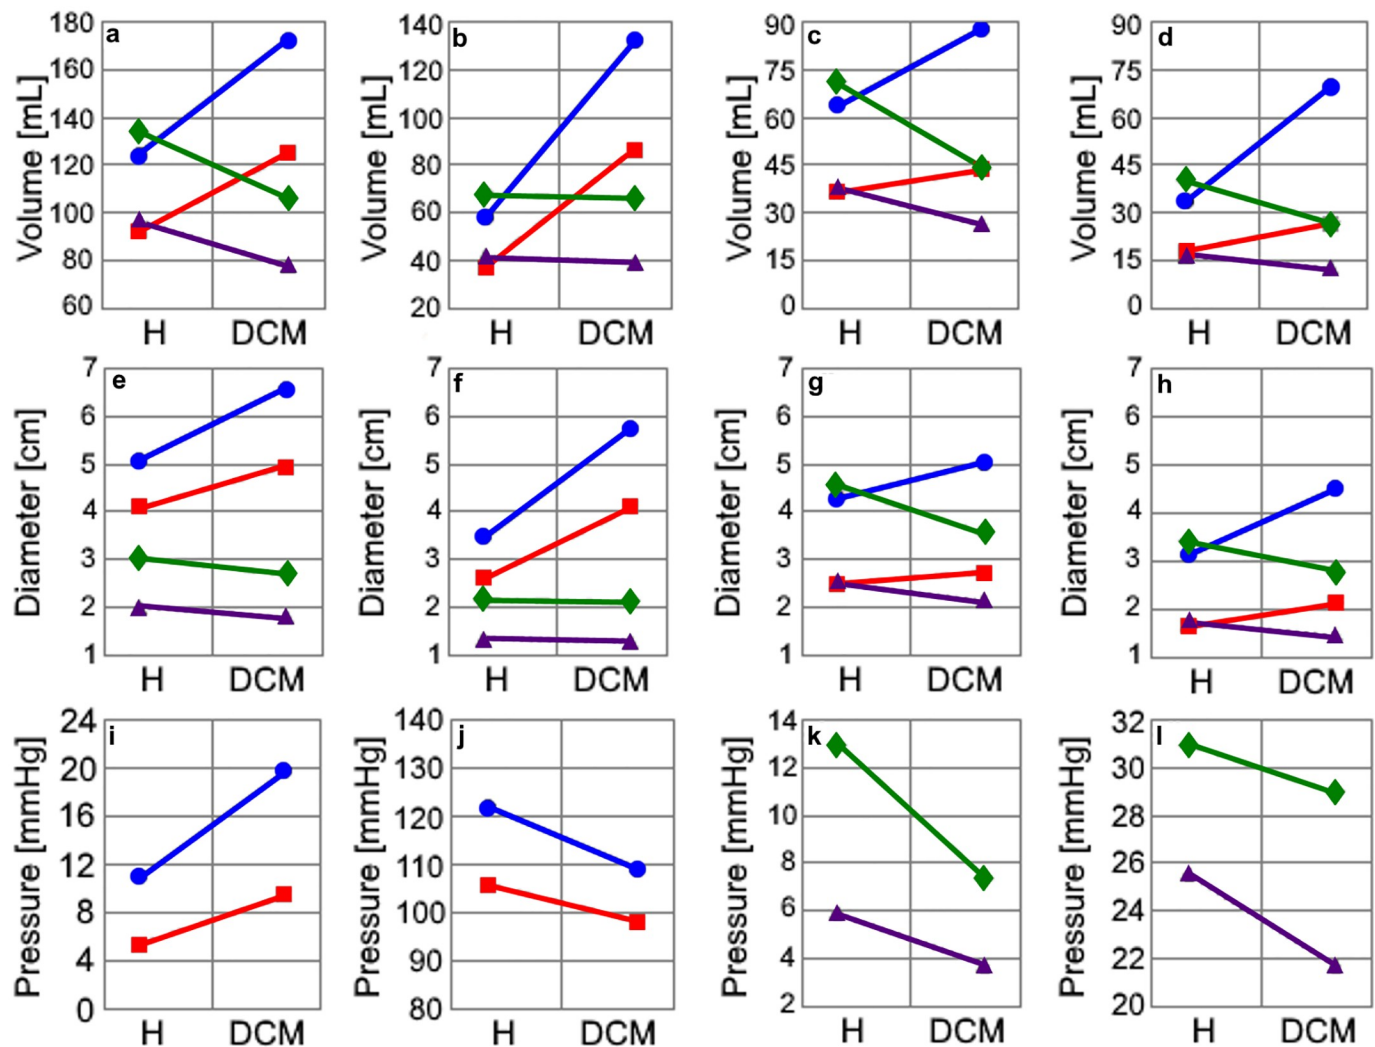 a
Volume [mL]
180
160
140
120
100
80
60
H DCM
b
Volume [mL]
140
120
100
80
60
40
20
H DCM
c
Volume [mL]
90
75
60
45
30
15
0
H DCM
d
Volume [mL]
90
75
60
45
30
15
0
H DCM
e
Diameter [cm]
7
6
5
4
3
2
1
H DCM
f
Diameter [cm]
7
6
5
4
3
2
1
H DCM
g
Diameter [cm]
7
6
5
4
3
2
1
H DCM
h
Diameter [cm]
7
6
5
4
3
2
1
H DCM
i
Pressure [mmHg]
24
20
16
12
8
4
0
H DCM
j
Pressure [mmHg]
140
130
120
110
100
90
80
H DCM
k
Pressure [mmHg]
14
12
10
8
6
4
2
H DCM
l
Pressure [mmHg]
32
30
28
26
24
22
20
H DCM